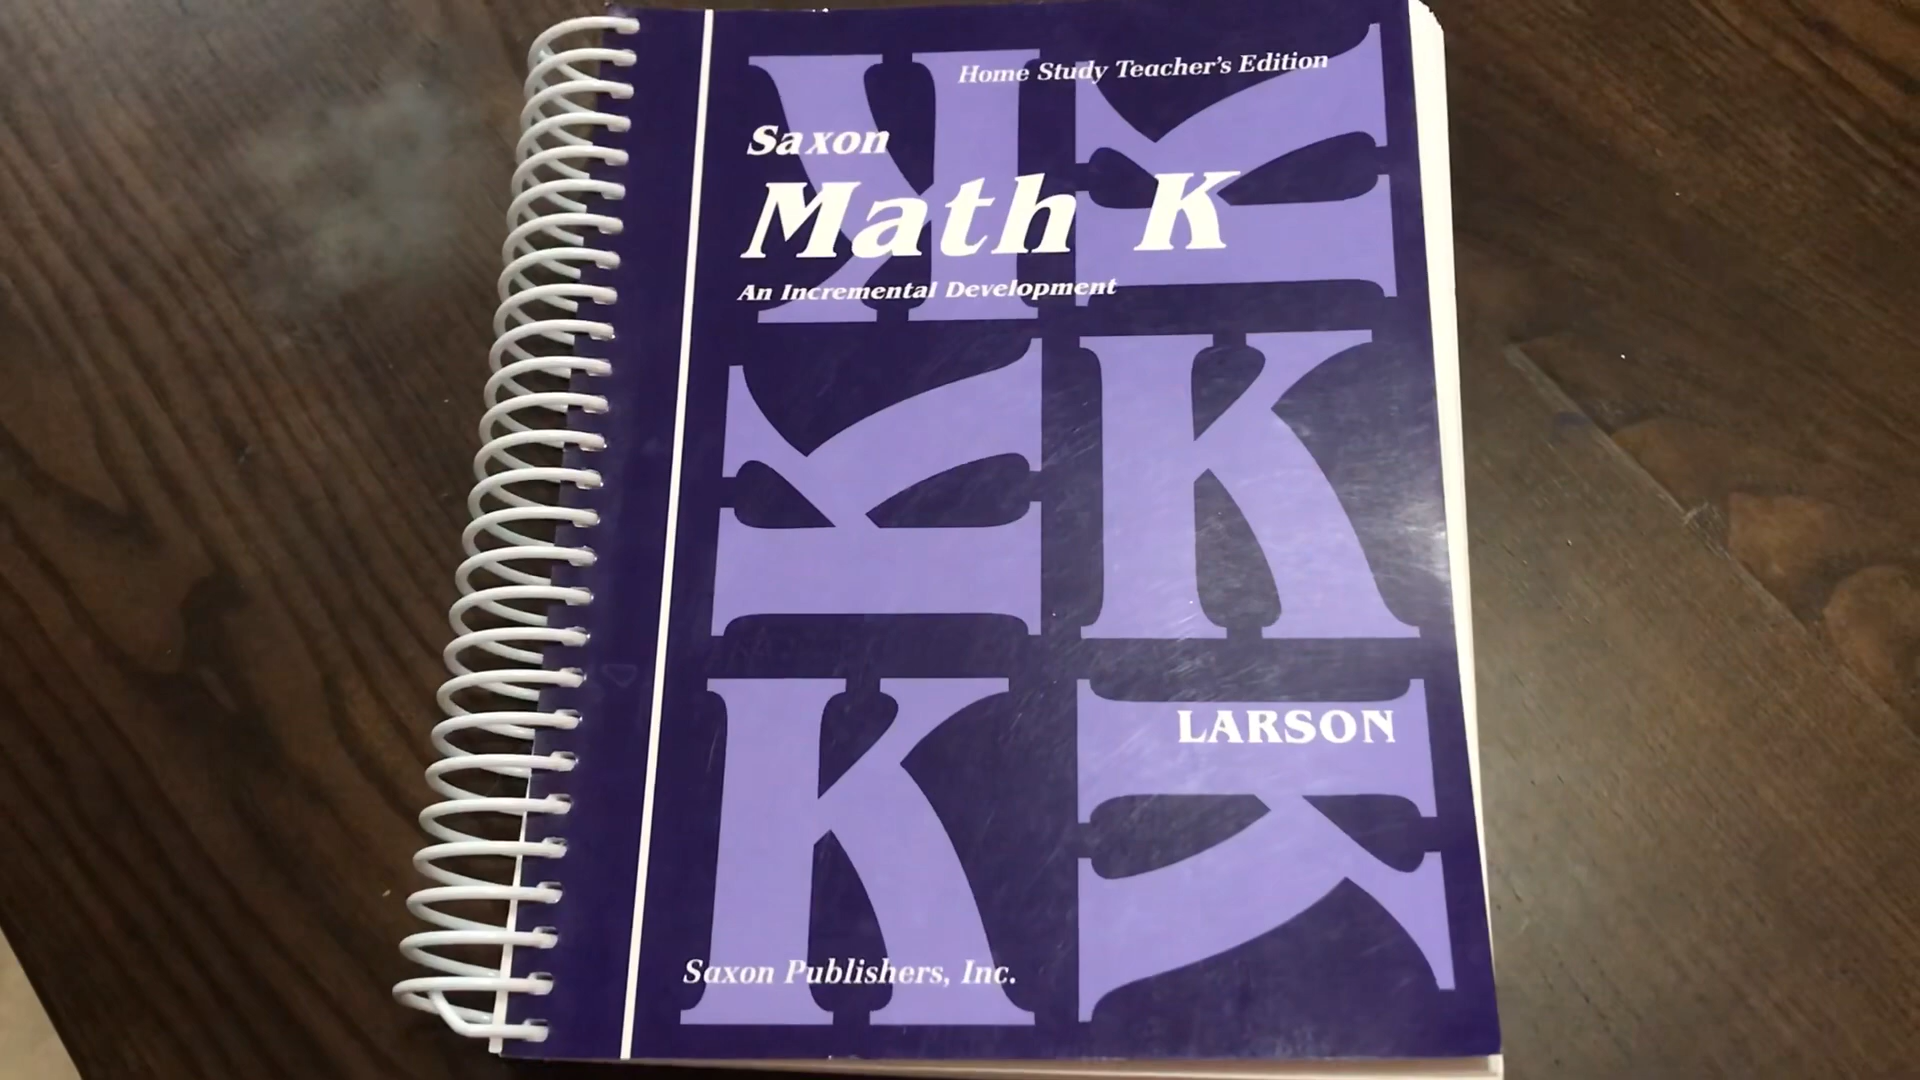 Home Study Teacher's Edition
Saxon
Math K
An Incremental Development
K K
K K
LARSON
K K
Saxon Publishers, Inc.